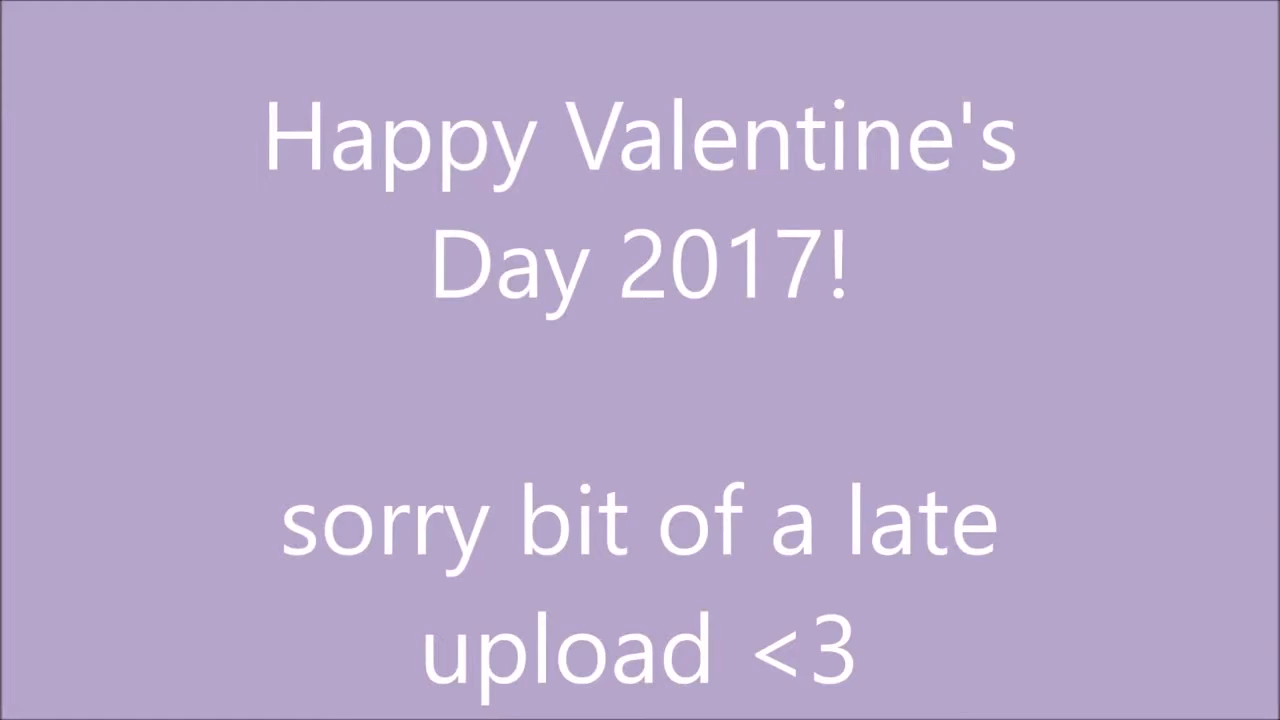 Happy Valentine's
Day 2017!
sorry bit of a late
upload <3